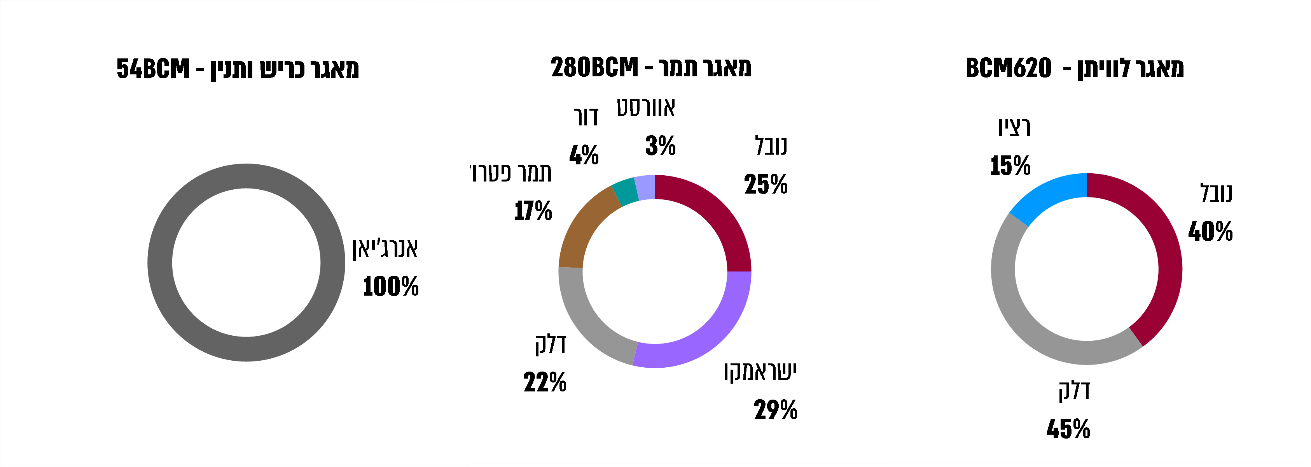 מאגר לוויתן - BCM620
רציו
15%
נובל
40%
דלק
45%
מאגר תמר - 280BCM
אוורסט
3%
דור
4%
נובל
25%
תמר פטרו'
17%
דלק
22%
ישראמקו
29%
מאגר כריש ותנין - 54BCM
אנרג'יאן
100%